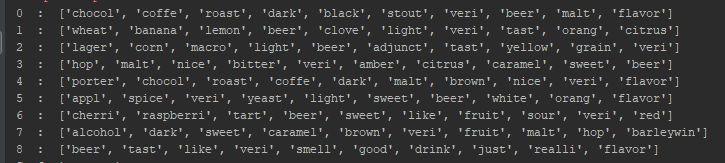 0 : ['chocol', 'coffe', 'roast', 'dark', 'black', 'stout', 'veri', 'beer', 'malt', 'flavor']
1 : ['wheat', 'banana', 'lemon', 'beer', 'clove', 'light', 'veri', 'tast', 'orang', 'citrus']
2 : ['lager', 'corn', 'macro', 'light', 'beer', 'adjunct', 'tast', 'yellow', 'grain', 'veri']
3 : ['hop', 'malt', 'nice', 'bitter', 'veri', 'amber', 'citrus', 'caramel', 'sweet', 'beer']
4 : ['porter', 'chocol', 'roast', 'coffe', 'dark', 'malt', 'brown', 'nice', 'veri', 'flavor']
5 : ['appl', 'spice', 'veri', 'yeast', 'light', 'sweet', 'beer', 'white', 'orang', 'flavor']
6 : ['cherri', 'raspberri', 'tart', 'beer', 'sweet', 'like', 'fruit', 'sour', 'veri', 'red']
7 : ['alcohol', 'dark', 'sweet', 'caramel', 'brown', 'veri', 'fruit', 'malt', 'hop', 'barleywin']
8 : ['beer', 'tast', 'like', 'veri', 'smell', 'good', 'drink', 'just', 'realli', 'flavor']